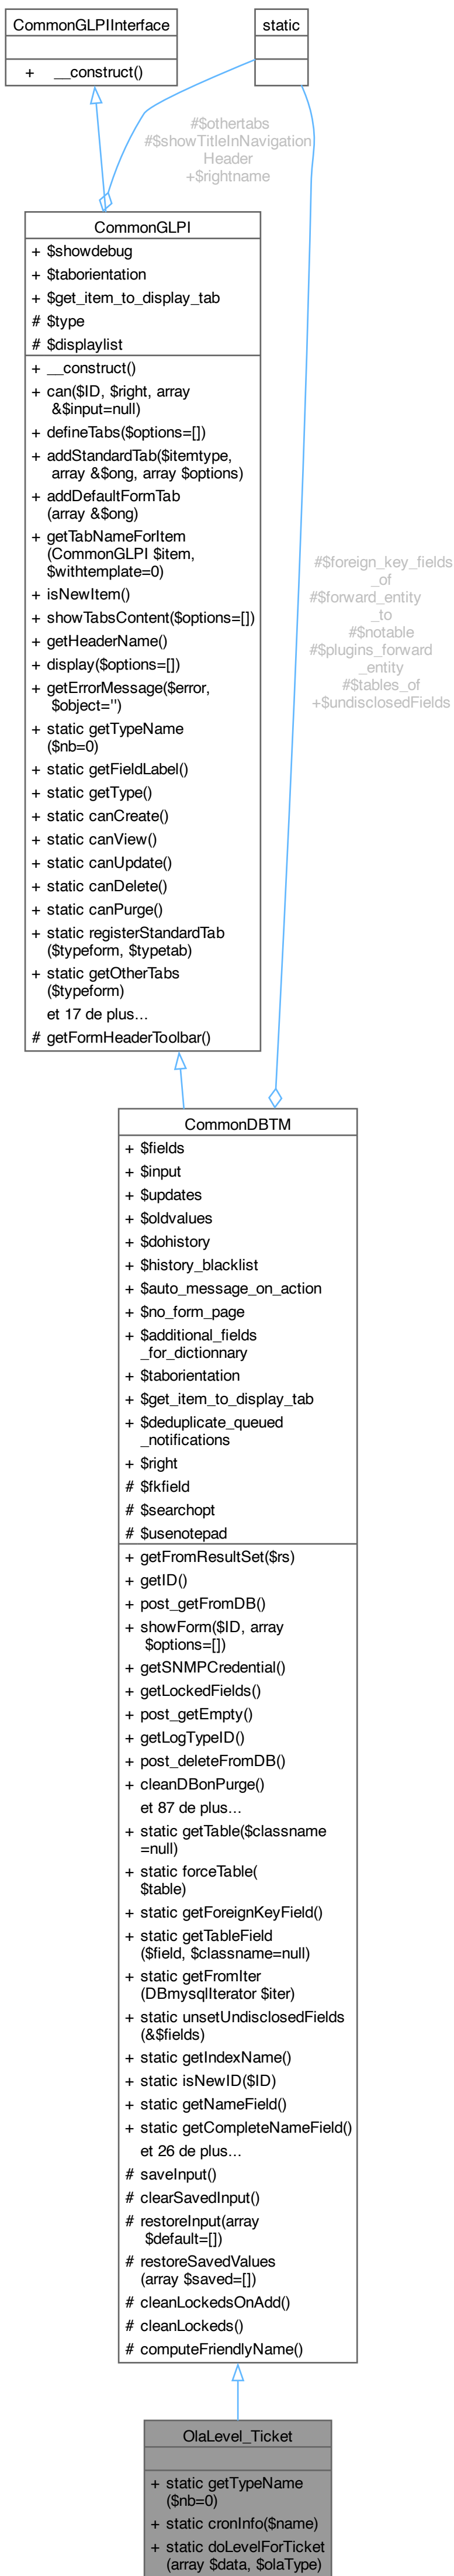 CommonGLPIInterface
static
+ __construct()
#$othertabs
#$showTitleInNavigation
Header
+$rightname
CommonGLPI
+ $showdebug
+ $taborientation
+ $get_item_to_display_tab
# $type
# $displaylist
+ __construct()
+ can($ID, $right, array
&$input=null)
+ defineTabs($options=[])
+ addStandardTab($itemtype,
array &$ong, array $options)
+ addDefaultFormTab
(array &$ong)
+ getTabNameForItem
(CommonGLPI $item,
$withtemplate=0)
+ isNewItem()
+ showTabsContent($options=[])
+ getHeaderName()
+ display($options=[])
+ getErrorMessage($error,
$object='')
+ static getTypeName
($nb=0)
+ static getFieldLabel()
+ static getType()
+ static canCreate()
+ static canView()
+ static canUpdate()
+ static canDelete()
+ static canPurge()
+ static registerStandardTab
($typeform, $typetab)
+ static getOtherTabs
($typeform)
et 17 de plus...
# getFormHeaderToolbar()
#$foreign_key_fields
_of
#$forward_entity
_to
#$notable
#$plugins_forward
_entity
#$tables_of
+$undisclosedFields
CommonDBTM
+ $fields
+ $input
+ $updates
+ $oldvalues
+ $dohistory
+ $history_blacklist
+ $auto_message_on_action
+ $no_form_page
+ $additional_fields
_for_dictionnary
+ $taborientation
+ $get_item_to_display_tab
+ $deduplicate_queued
_notifications
+ $right
# $fkfield
# $searchopt
# $usenotepad
+ getFromResultSet($rs)
+ getID()
+ post_getFromDB()
+ showForm($ID, array
$options=[])
+ getSNMPCredential()
+ getLockedFields()
+ post_getEmpty()
+ getLogTypeID()
+ post_deleteFromDB()
+ cleanDBonPurge()
et 87 de plus...
+ static getTable($classname
=null)
+ static forceTable(
$table)
+ static getForeignKeyField()
+ static getTableField
($field, $classname=null)
+ static getFromIter
(DBmysqlIterator $iter)
+ static unsetUndisclosedFields
(&$fields)
+ static getIndexName()
+ static isNewID($ID)
+ static getNameField()
+ static getCompleteNameField()
et 26 de plus...
# saveInput()
# clearSavedInput()
# restoreInput(array
$default=[])
# restoreSavedValues
(array $saved=[])
# cleanLockedsOnAdd()
# cleanLockeds()
# computeFriendlyName()
OlaLevel_Ticket
+ static getTypeName
($nb=0)
+ static cronInfo($name)
+ static doLevelForTicket
(array $data, $olaType)